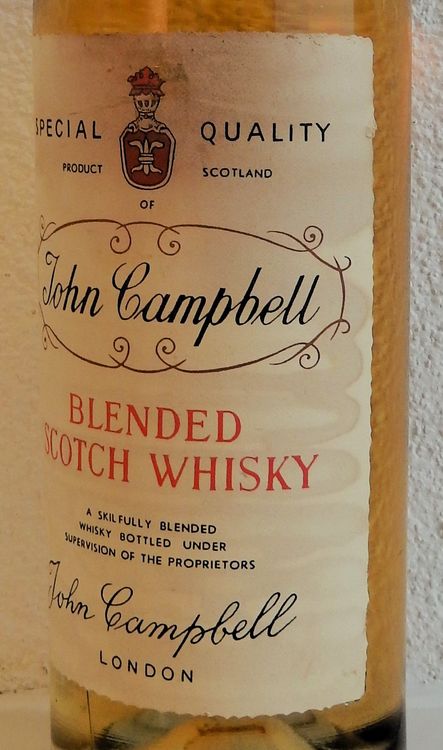 SPECIAL QUALITY
PRODUCT OF SCOTLAND
John Campbell
BLENDED
SCOTCH WHISKY
A SKILFULLY BLENDED
WHISKY BOTTLED UNDER
SUPERVISION OF THE PROPRIETORS
John Campbell
LONDON